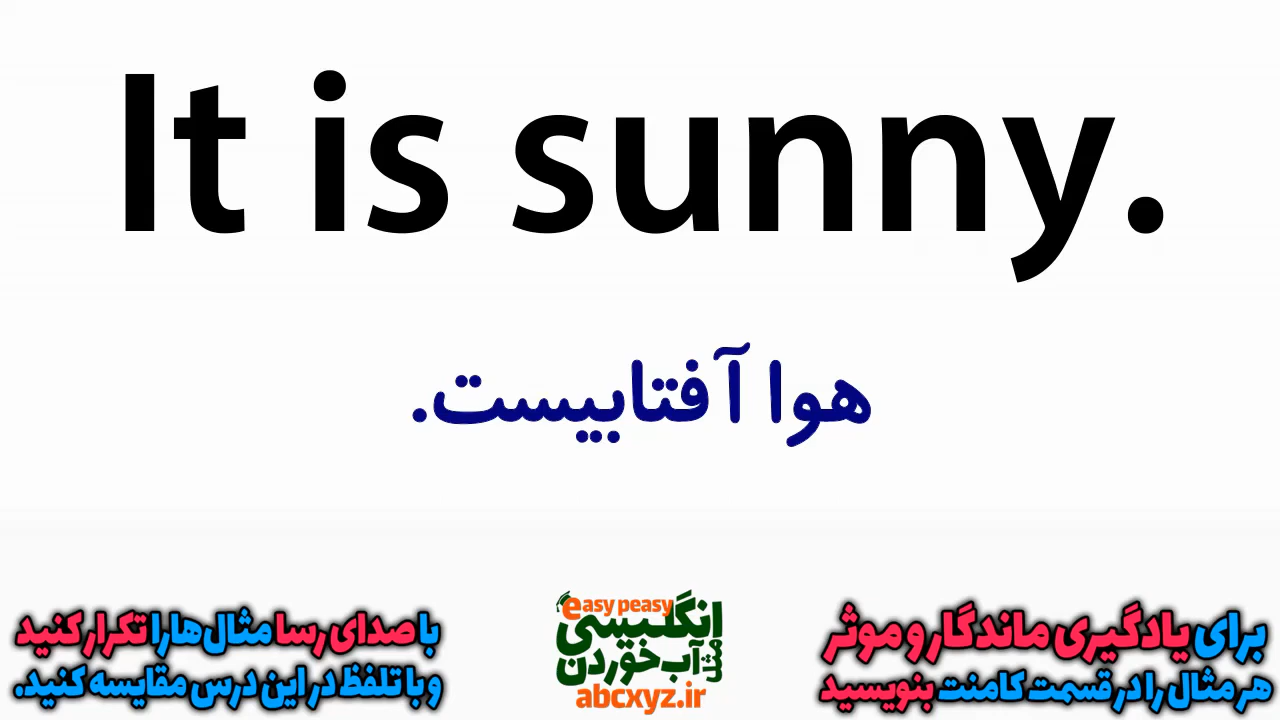 It is sunny.
هوا آفتابیست.
برای یادگیری ماندگار و موثر
هر مثال را در قسمت کامنت بنویسید
easy peasy
انگلیسی
مثل آب خوردن
abcxyz.ir
با صدای رسا مثال‌ها را تکرار کنید
و با تلفظ در این درس مقایسه کنید.